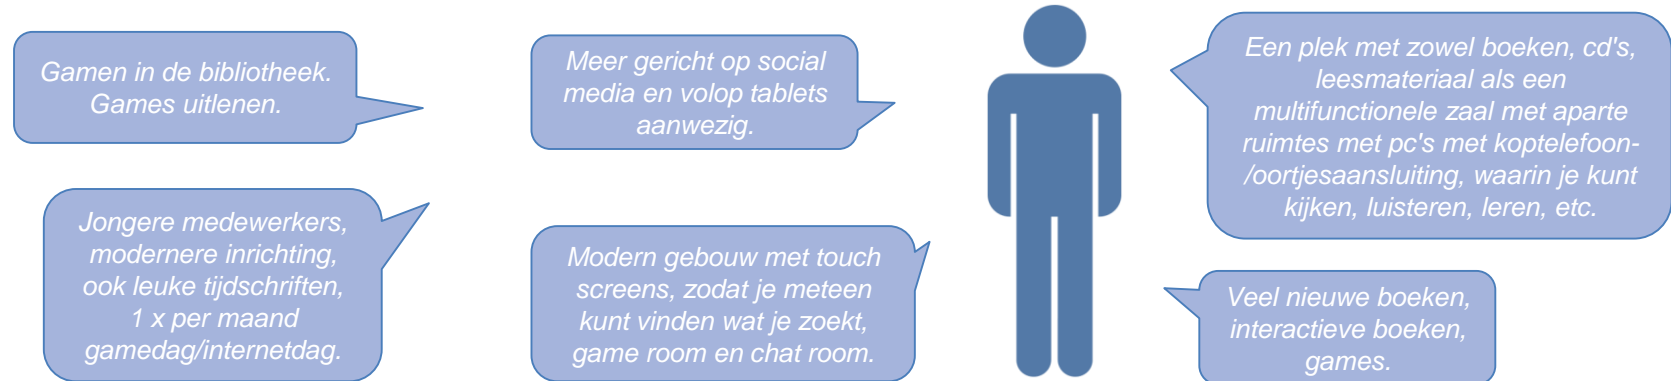 Gamen in de bibliotheek.
Games uitlenen.
Meer gericht op social
media en volop tablets
aanwezig.
Een plek met zowel boeken, cd's,
leesmateriaal als een
multifunctionele zaal met aparte
ruimtes met pc's met koptelefoon-
/oortjesaansluiting, waarin je kunt
kijken, luisteren, leren, etc.
Jongere medewerkers,
modernere inrichting,
ook leuke tijdschriften,
1 x per maand
gamedag/internetdag.
Modern gebouw met touch
screens, zodat je meteen
kunt vinden wat je zoekt,
game room en chat room.
Veel nieuwe boeken,
interactieve boeken,
games.